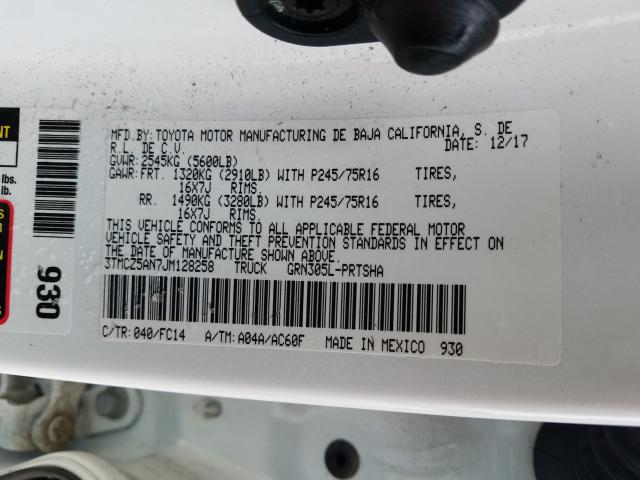 MFD. BY: TOYOTA MOTOR MANUFACTURING DE BAJA CALIFORNIA, S. DE
R.L. DE C.V. DATE: 12/17
GVWR: 2545KG (5600LB)
GAWR: FRT. 1320KG (2910LB) WITH P245/75R16 TIRES,
16X7J RIMS,
RR. 1490KG (3280LB) WITH P245/75R16 TIRES,
16X7J RIMS,
THIS VEHICLE CONFORMS TO ALL APPLICABLE FEDERAL MOTOR
VEHICLE SAFETY AND THEFT PREVENTION STANDARDS IN EFFECT ON
THE DATE OF MANUFACTURE SHOWN ABOVE.
3TMCZ5AN7JM128258 TRUCK GRN305L-PRTSHA
C/TR: 040/FC14 A/TM: A04A/AC60F MADE IN MEXICO 930
NT
lbs.
lb.
S
R
930